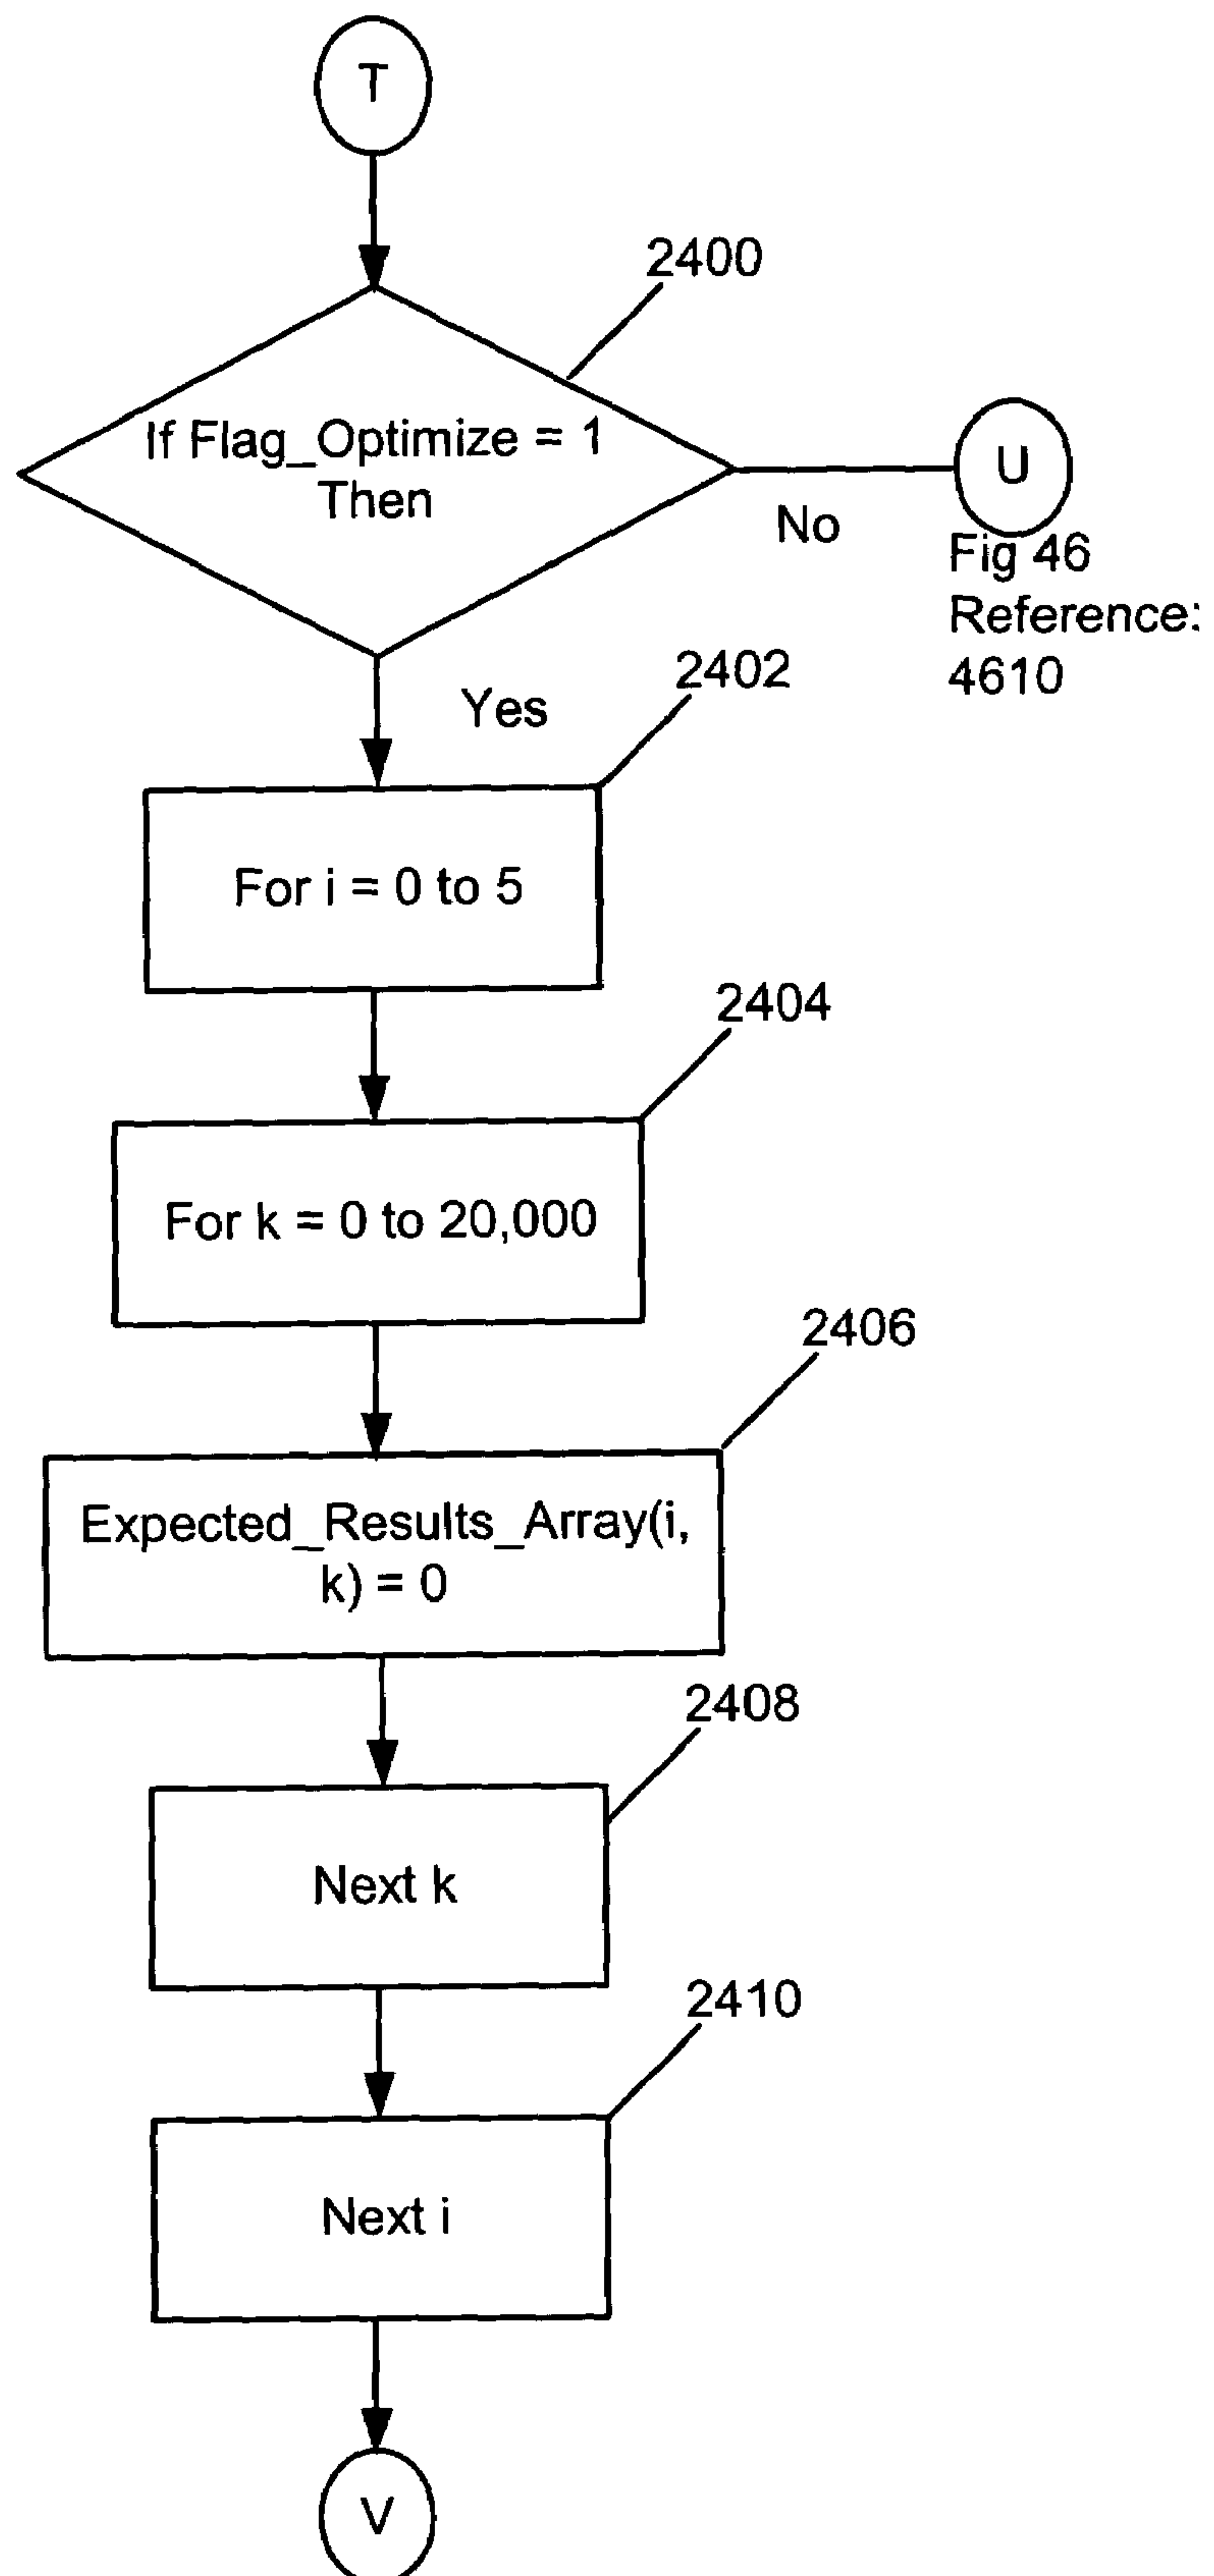 T
2400
If Flag_Optimize = 1
Then
U
No
Fig 46
Reference:
4610
Yes
2402
For i = 0 to 5
2404
For k = 0 to 20,000
2406
Expected_Results_Array(i,
k) = 0
2408
Next k
2410
Next i
V